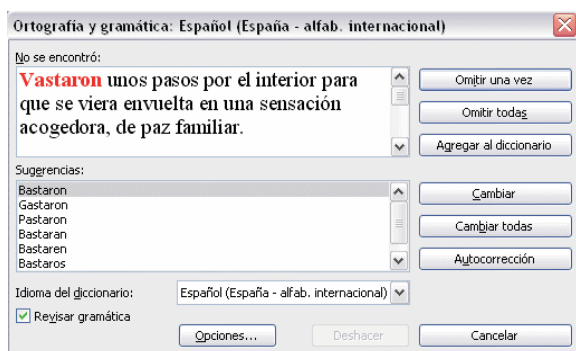 Ortografía y gramática: Español (España - alfab. internacional)
No se encontró:
Vastaron unos pasos por el interior para
que se viera envuelta en una sensación
acogedora, de paz familiar.
Omitir una vez
Omitir todas
Agregar al diccionario
Sugerencias:
Bastaron
Gastaron
Pastaron
Bastaran
Bastaren
Bastaros
Cambiar
Cambiar todas
Autocorrección
Idioma del diccionario:
Español (España - alfab. internacional)
Revisar gramática
Opciones...
Deshacer
Cancelar